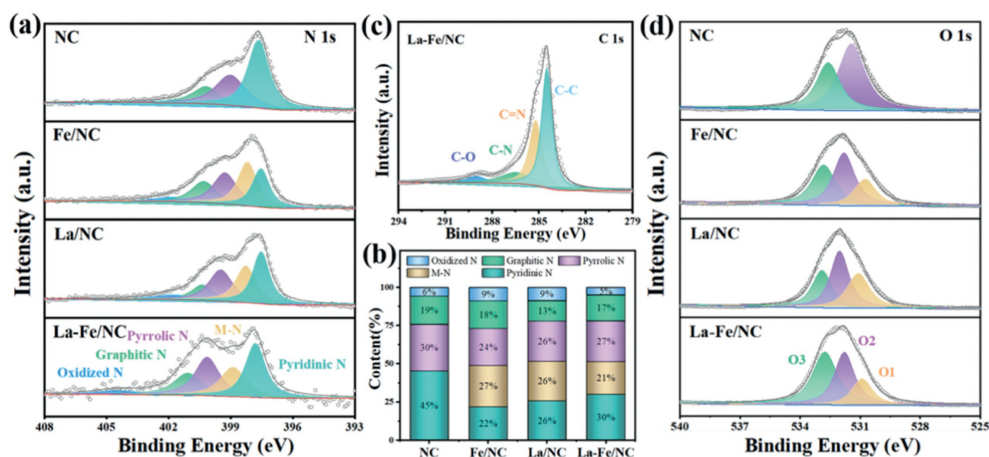 (a)
NC
N 1s
Fe/NC
La/NC
La-Fe/NC
Pyrrolic N
M-N
Graphitic N
Oxidized N
Pyridinic N
Intensity (a.u.)
408 405 402 399 396 393
Binding Energy (eV)
(c)
La-Fe/NC
C 1s
C-C
C=N
C-N
C-O
Intensity (a.u.)
294 291 288 285 282 279
Binding Energy (eV)
(b)
Oxidized N Graphitic N Pyrrolic N
M-N Pyridinic N
Content(%)
100
75
50
25
0
6% 9% 9% 5%
19% 18% 13% 17%
30% 24% 26% 27%
27% 26% 21%
45% 22% 26% 30%
NC Fe/NC La/NC La-Fe/NC
(d)
NC
O 1s
Fe/NC
La/NC
La-Fe/NC
O3
O2
O1
Intensity (a.u.)
540 537 534 531 528 525
Binding Energy (eV)